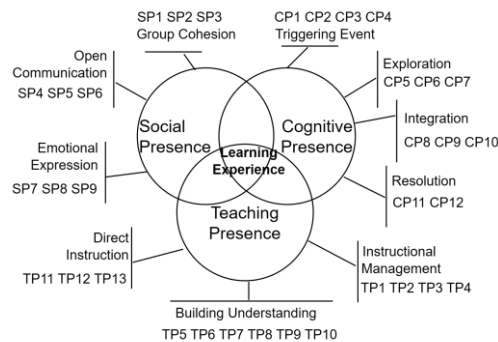 SP1 SP2 SP3
Group Cohesion
CP1 CP2 CP3 CP4
Triggering Event
Open
Communication
SP4 SP5 SP6
Exploration
CP5 CP6 CP7
Social
Presence
Cognitive
Presence
Integration
CP8 CP9 CP10
Emotional
Expression
SP7 SP8 SP9
Learning
Experience
Resolution
CP11 CP12
Teaching
Presence
Direct
Instruction
TP11 TP12 TP13
Instructional
Management
TP1 TP2 TP3 TP4
Building Understanding
TP5 TP6 TP7 TP8 TP9 TP10